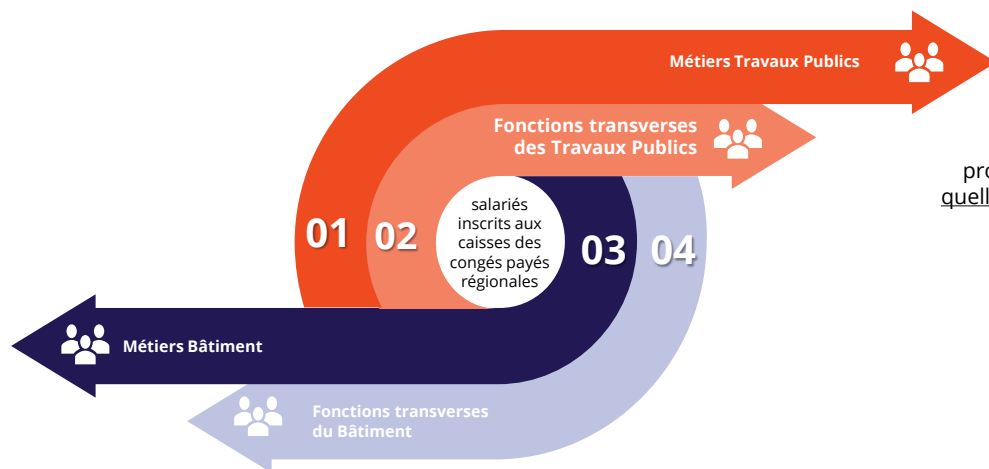 Métiers Travaux Publics
Fonctions transverses
des Travaux Publics
salariés
inscrits aux
caisses des
congés payés
régionales
01
02
03
04
Métiers Bâtiment
Fonctions transverses
du Bâtiment